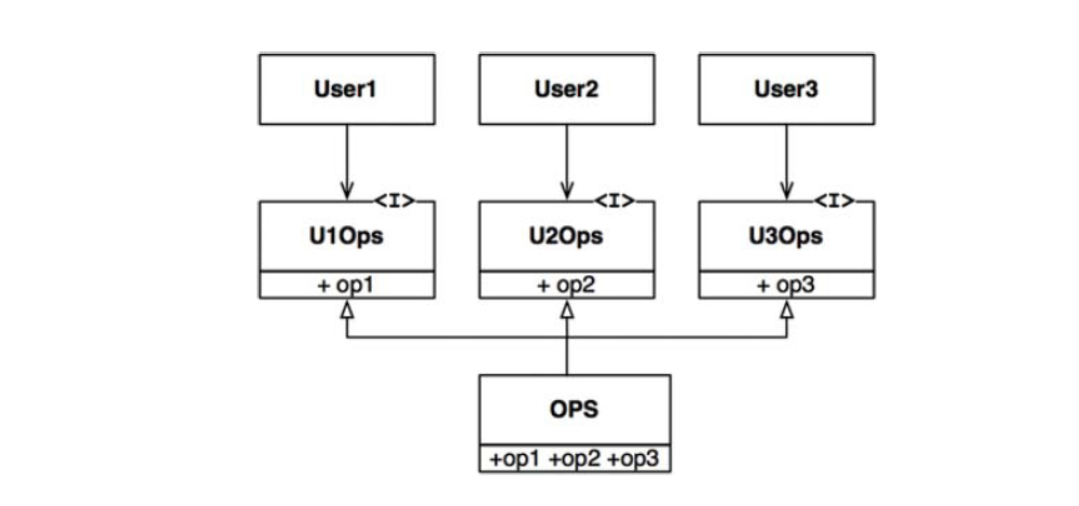 User1
User2
User3
<I>
<I>
<I>
U1Ops
U2Ops
U3Ops
+ op1
+ op2
+ op3
OPS
+op1 +op2 +op3